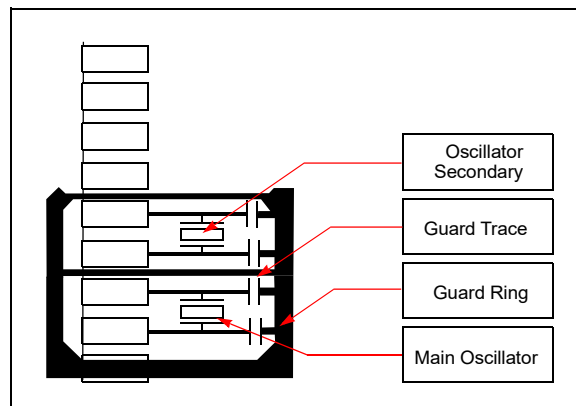 Oscillator
Secondary
Guard Trace
Guard Ring
Main Oscillator